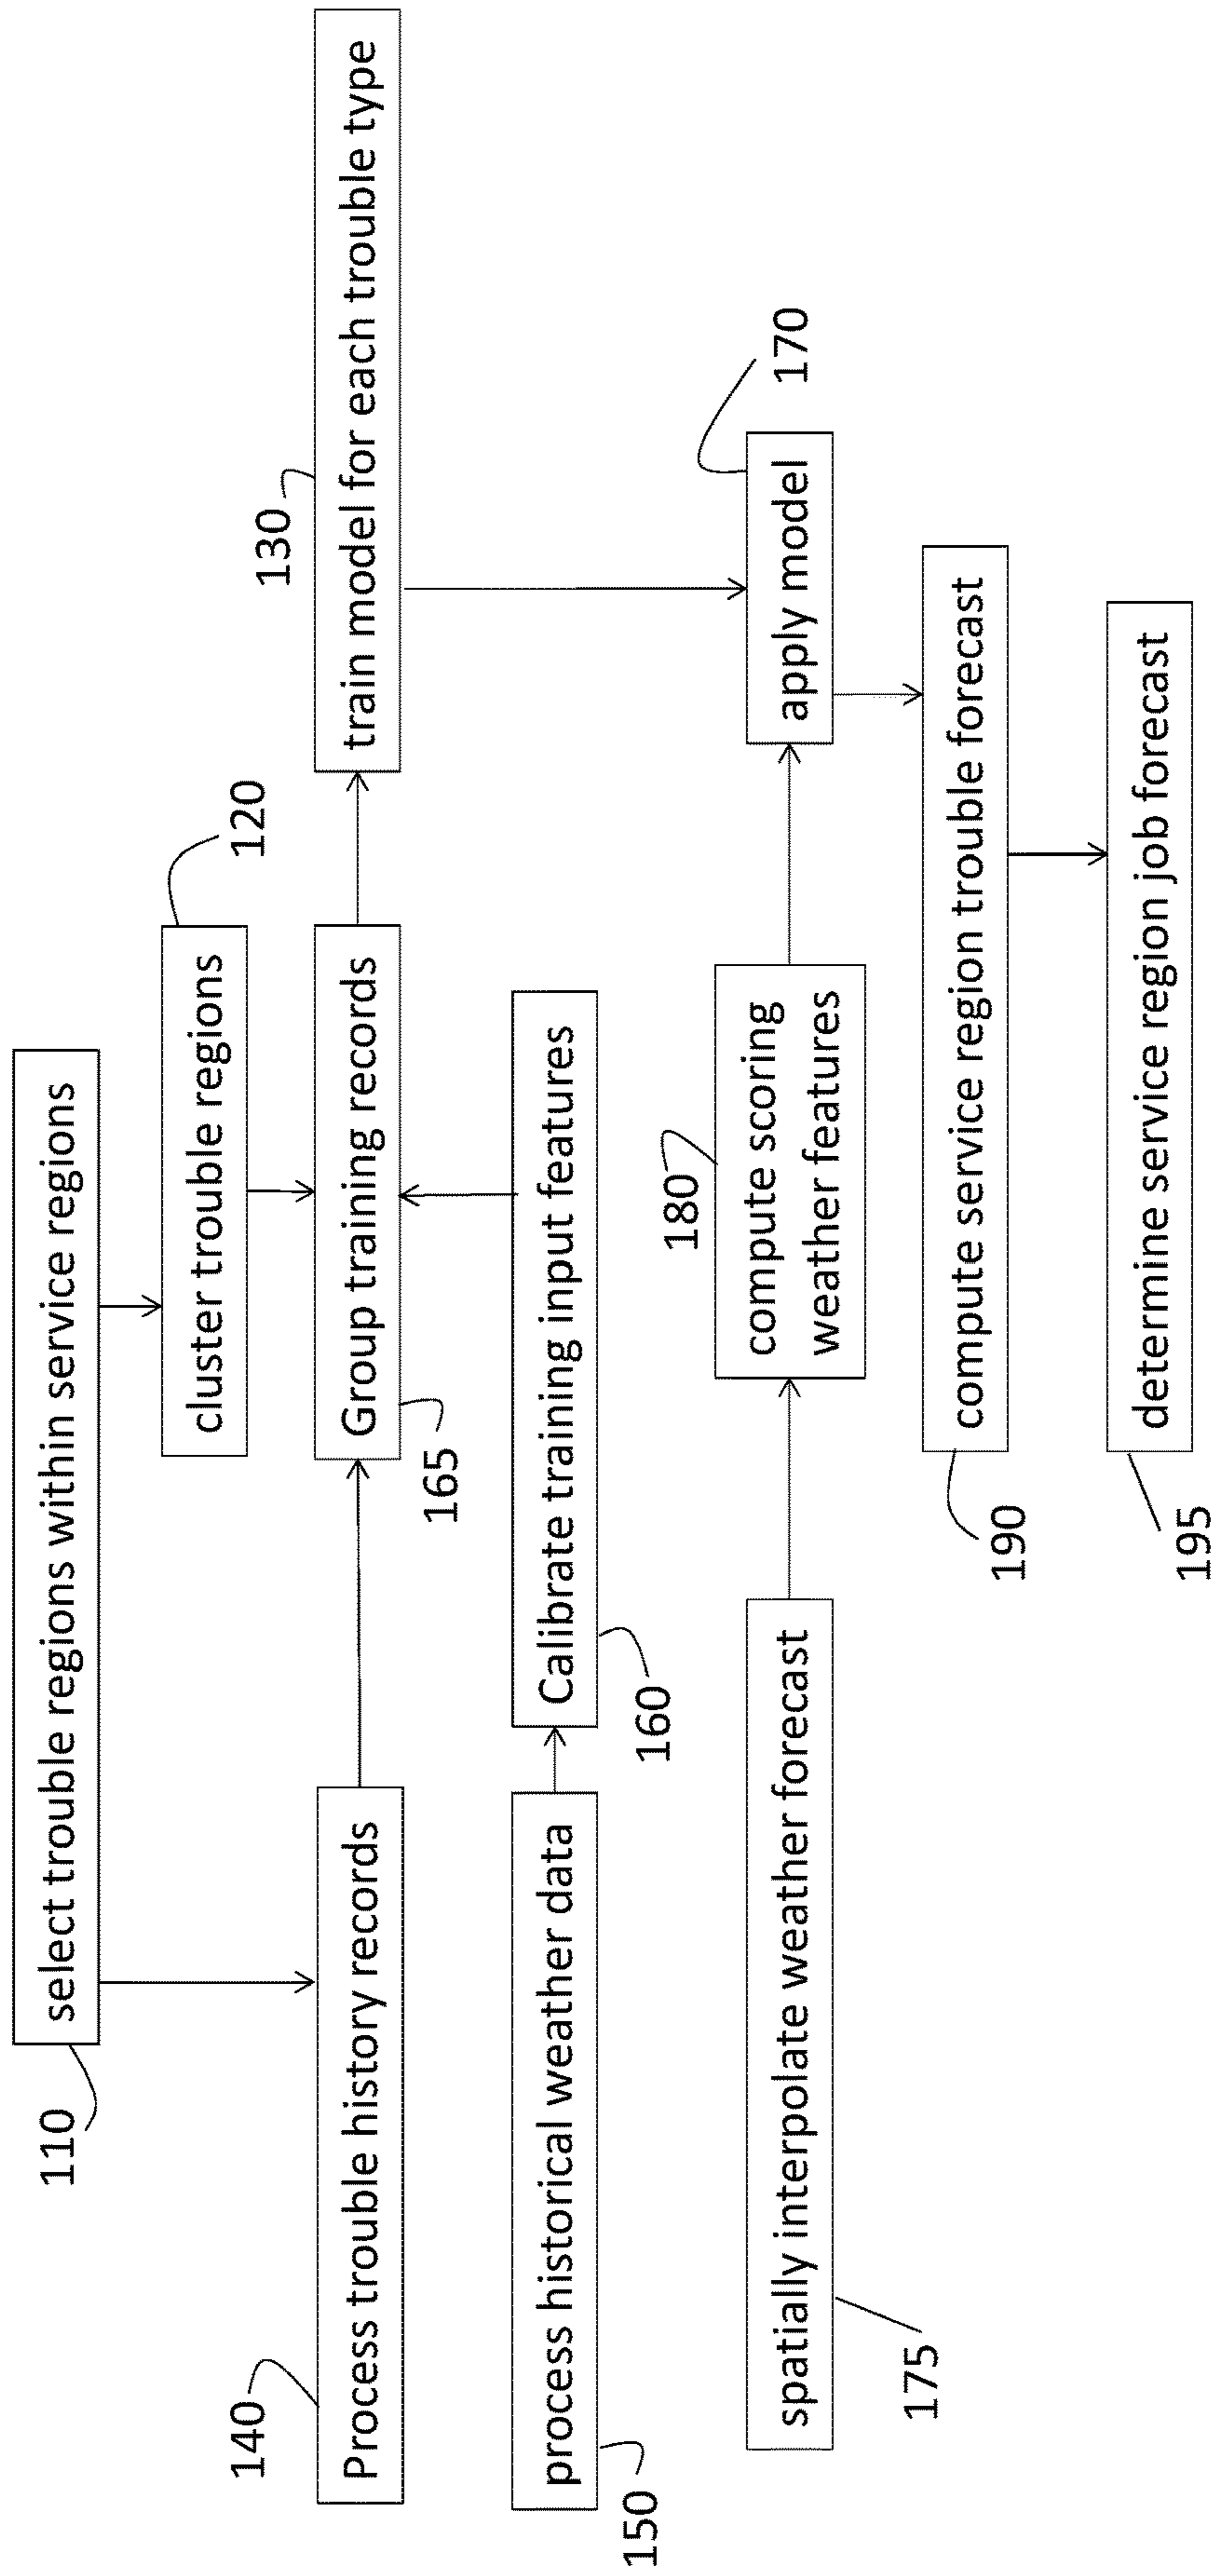 110
select trouble regions within service regions
120
cluster trouble regions
140
Process trouble history records
165
Group training records
130
train model for each trouble type
150
process historical weather data
160
Calibrate training input features
175
spatially interpolate weather forecast
180
compute scoring
weather features
170
apply model
190
compute service region trouble forecast
195
determine service region job forecast